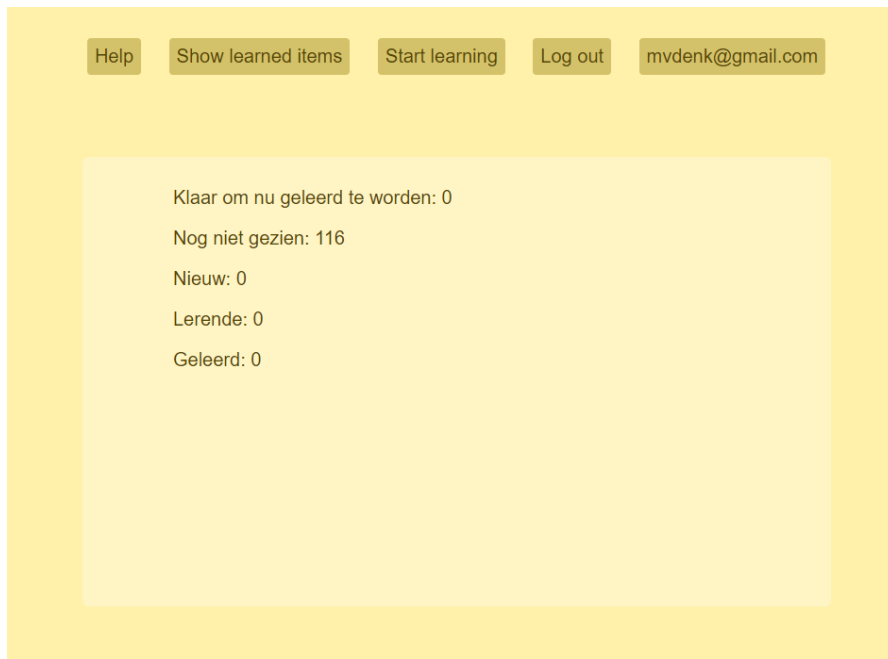 Help Show learned items Start learning Log out mvdenk@gmail.com
Klaar om nu geleerd te worden: 0
Nog niet gezien: 116
Nieuw: 0
Lerende: 0
Geleerd: 0